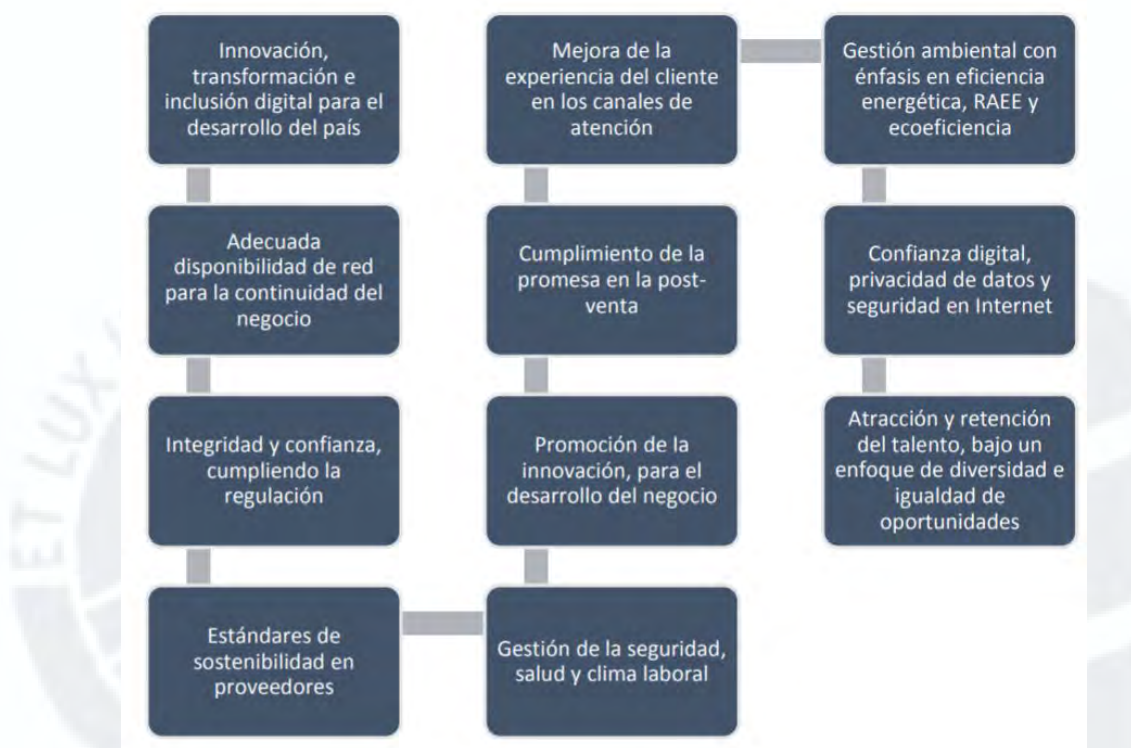 Innovación,
transformación e
inclusión digital para el
desarrollo del país
Adecuada
disponibilidad de red
para la continuidad del
negocio
Integridad y confianza,
cumpliendo la
regulación
Estándares de
sostenibilidad en
proveedores
Gestión de la seguridad,
salud y clima laboral
Promoción de la
innovación, para el
desarrollo del negocio
Cumplimiento de la
promesa en la post-
venta
Mejora de la
experiencia del cliente
en los canales de
atención
Gestión ambiental con
énfasis en eficiencia
energética, RAEE y
ecoeficiencia
Confianza digital,
privacidad de datos y
seguridad en Internet
Atracción y retención
del talento, bajo un
enfoque de diversidad e
igualdad de
oportunidades
ET LUX